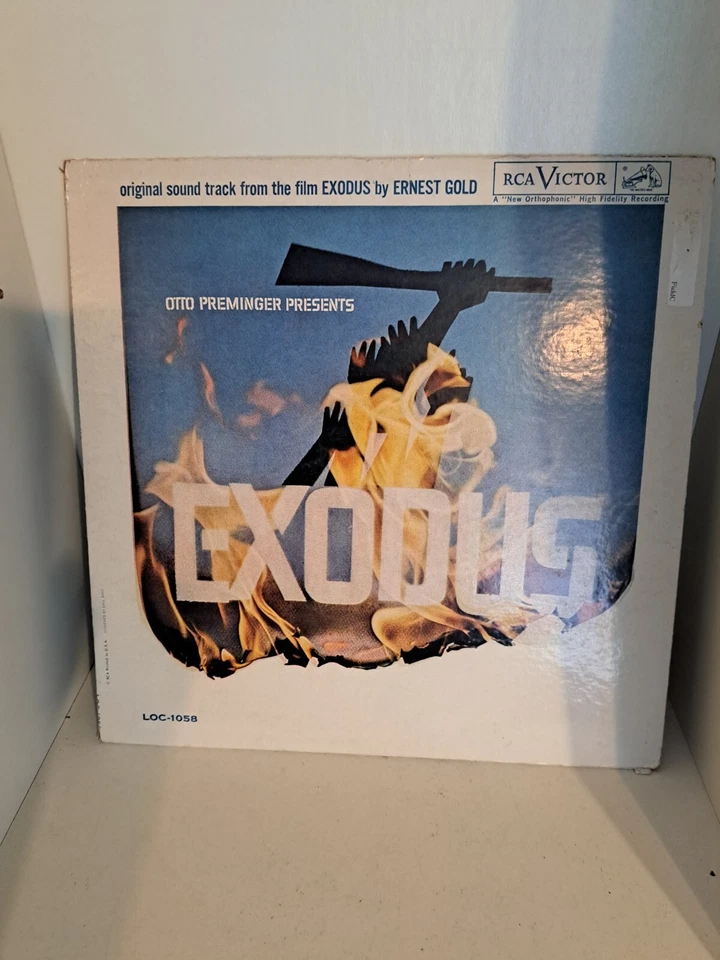 original sound track from the film EXODUS by ERNEST GOLD
RCA VICTOR
A "New Orthophonic" High Fidelity Recording
OTTO PREMINGER PRESENTS
EXODUS
LOC-1058